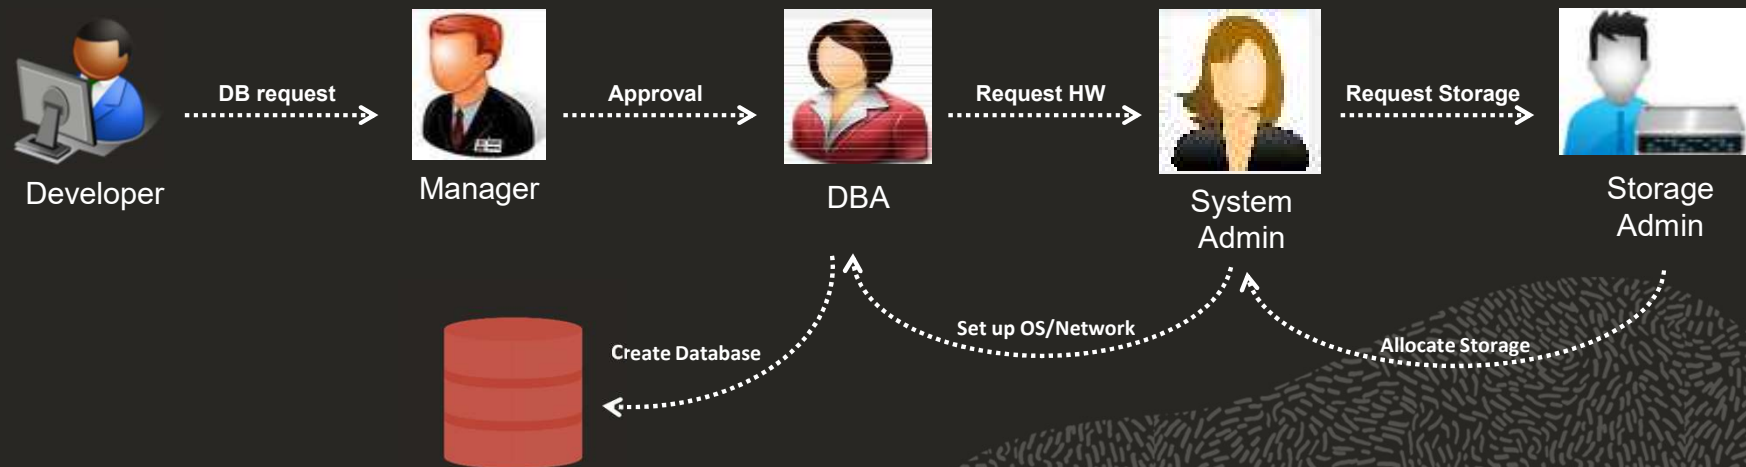 DB request
Approval
Request HW
Request Storage
Developer
Manager
DBA
System
Admin
Storage
Admin
Create Database
Set up OS/Network
Allocate Storage